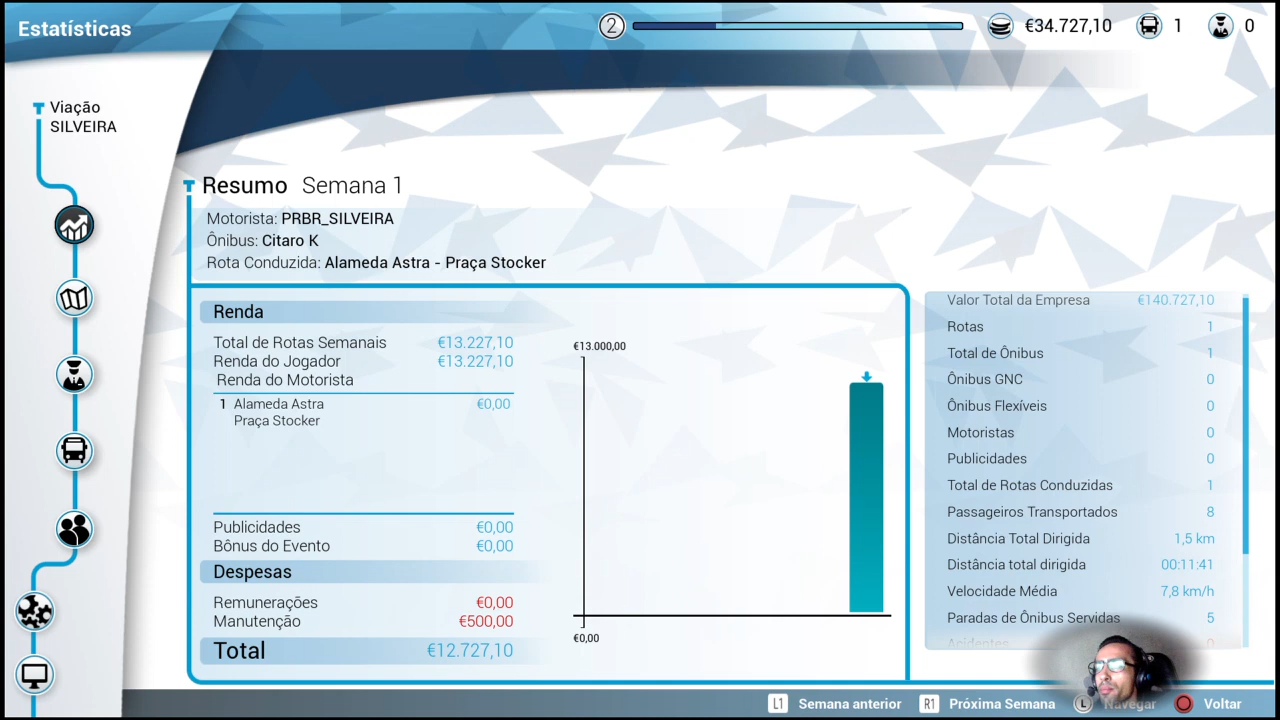 Estatísticas
2
€34.727,10
1
0
Viação
SILVEIRA
Resumo Semana 1
Motorista: PRBR_SILVEIRA
Ônibus: Citaro K
Rota Conduzida: Alameda Astra - Praça Stocker
Renda
Total de Rotas Semanais €13.227,10
Renda do Jogador €13.227,10
Renda do Motorista
1 Alameda Astra €0,00
Praça Stocker
Publicidades €0,00
Bônus do Evento €0,00
Despesas
Remunerações €0,00
Manutenção €500,00
Total €12.727,10
€13.000,00
€0,00
Valor Total da Empresa €140.727,10
Rotas 1
Total de Ônibus 1
Ônibus GNC 0
Ônibus Flexíveis 0
Motoristas 0
Publicidades 0
Total de Rotas Conduzidas 1
Passageiros Transportados 8
Distância Total Dirigida 1,5 km
Distância total dirigida 00:11:41
Velocidade Média 7,8 km/h
Paradas de Ônibus Servidas 5
Acidentes 0
L1 Semana anterior
R1 Próxima Semana
L Navegar
Voltar